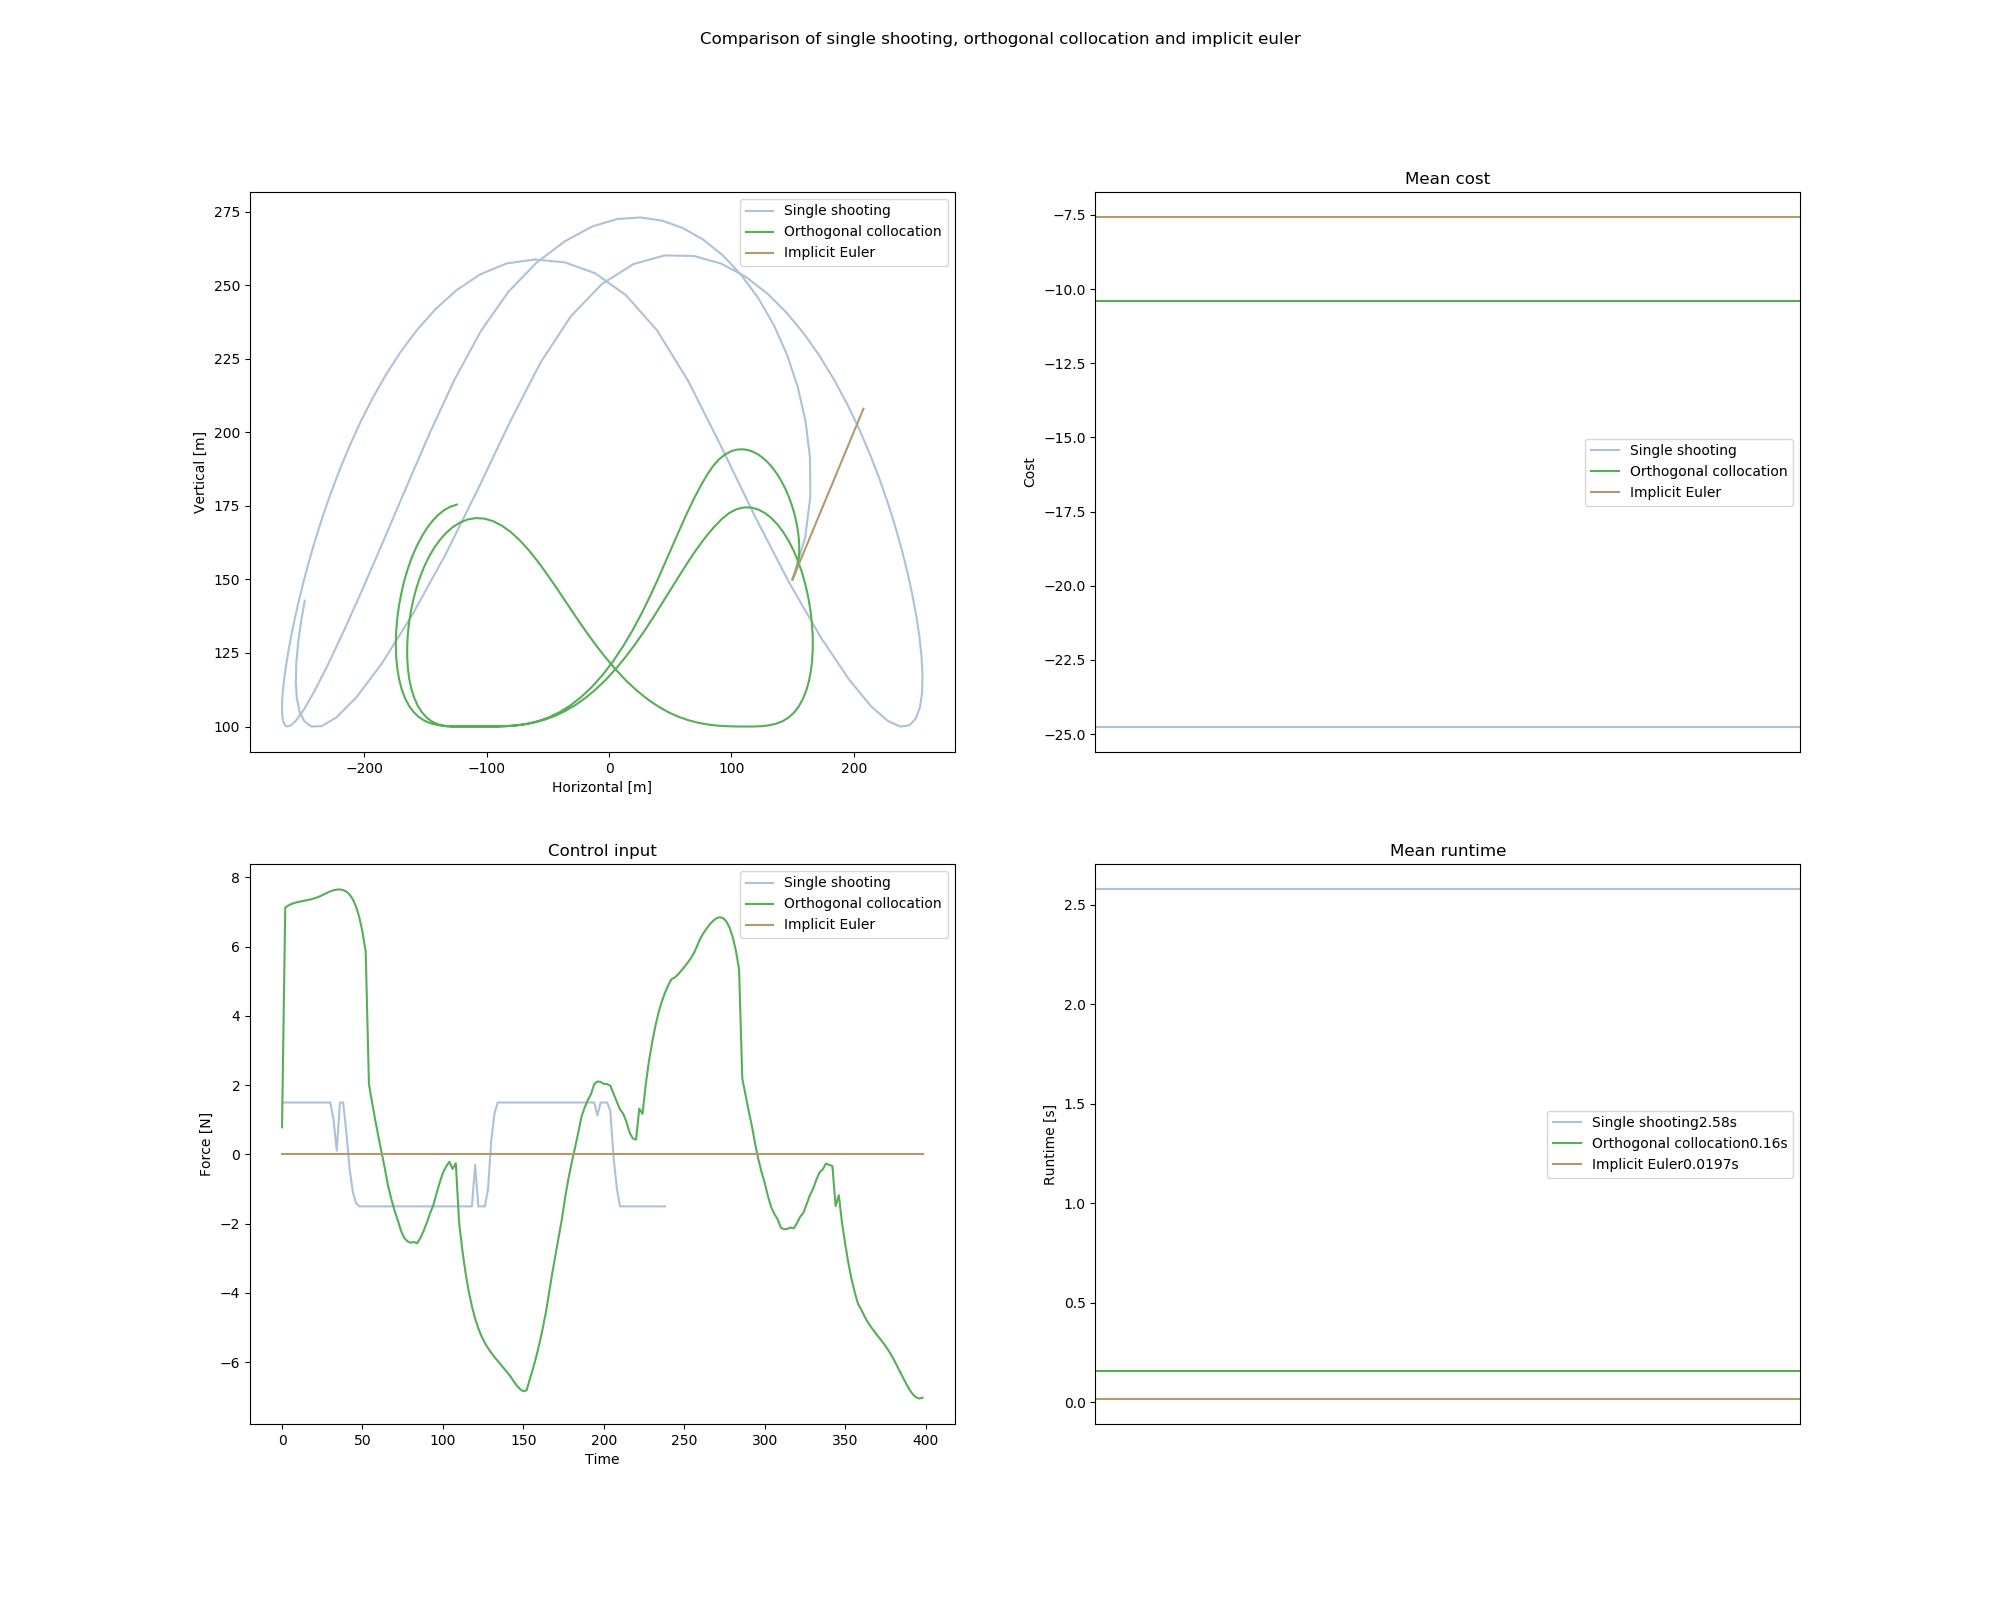 Comparison of single shooting, orthogonal collocation and implicit euler
275
250
225
200
175
150
125
100
Vertical [m]
−200
−100
0
100
200
Horizontal [m]
Single shooting
Orthogonal collocation
Implicit Euler
Mean cost
−7.5
−10.0
−12.5
−15.0
−17.5
−20.0
−22.5
−25.0
Cost
Single shooting
Orthogonal collocation
Implicit Euler
Control input
8
6
4
2
0
−2
−4
−6
Force [N]
0
50
100
150
200
250
300
350
400
Time
Single shooting
Orthogonal collocation
Implicit Euler
Mean runtime
2.5
2.0
1.5
1.0
0.5
0.0
Runtime [s]
Single shooting2.58s
Orthogonal collocation0.16s
Implicit Euler0.0197s